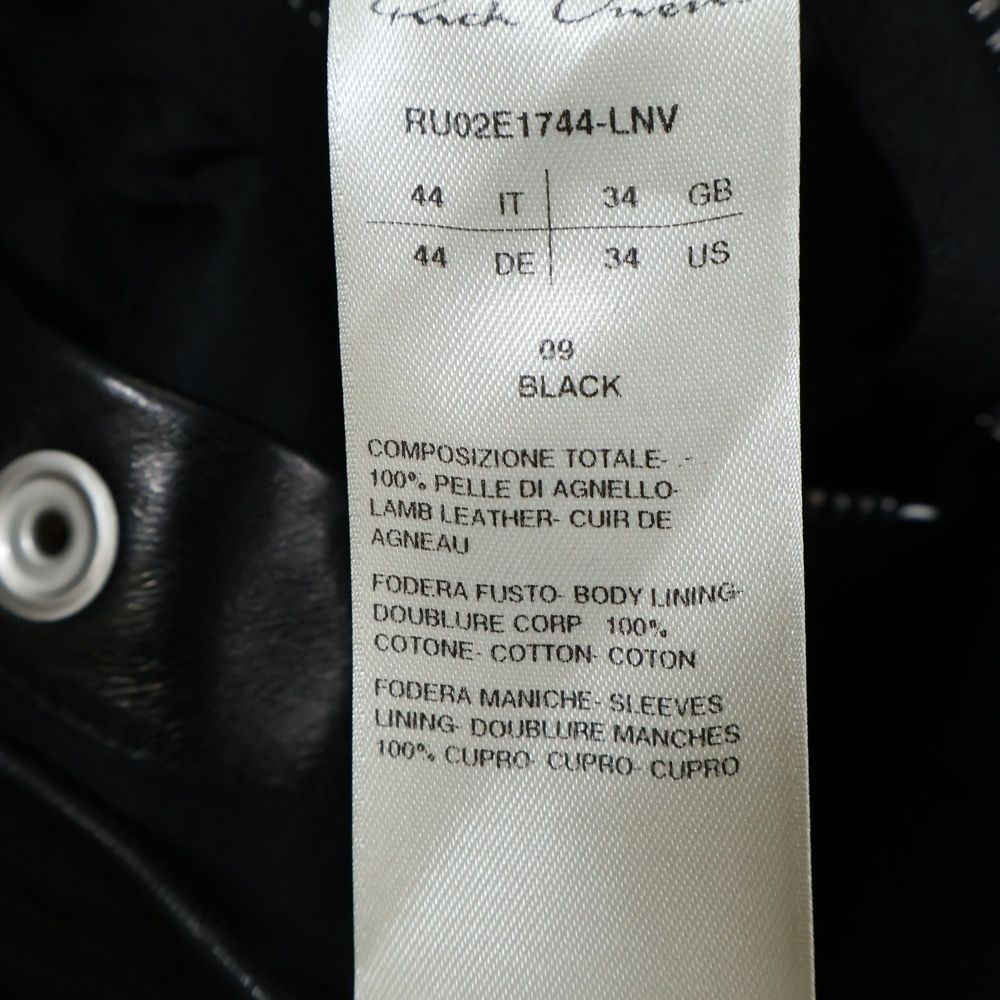 Rick Owens
RU02E1744-LNV
44 IT 34 GB
44 DE 34 US
09
BLACK
COMPOSIZIONE TOTALE- -
100% PELLE DI AGNELLO-
LAMB LEATHER- CUIR DE
AGNEAU
FODERA FUSTO- BODY LINING-
DOUBLURE CORP 100%
COTONE- COTTON- COTON
FODERA MANICHE- SLEEVES
LINING- DOUBLURE MANCHES
100% CUPRO- CUPRO- CUPRO